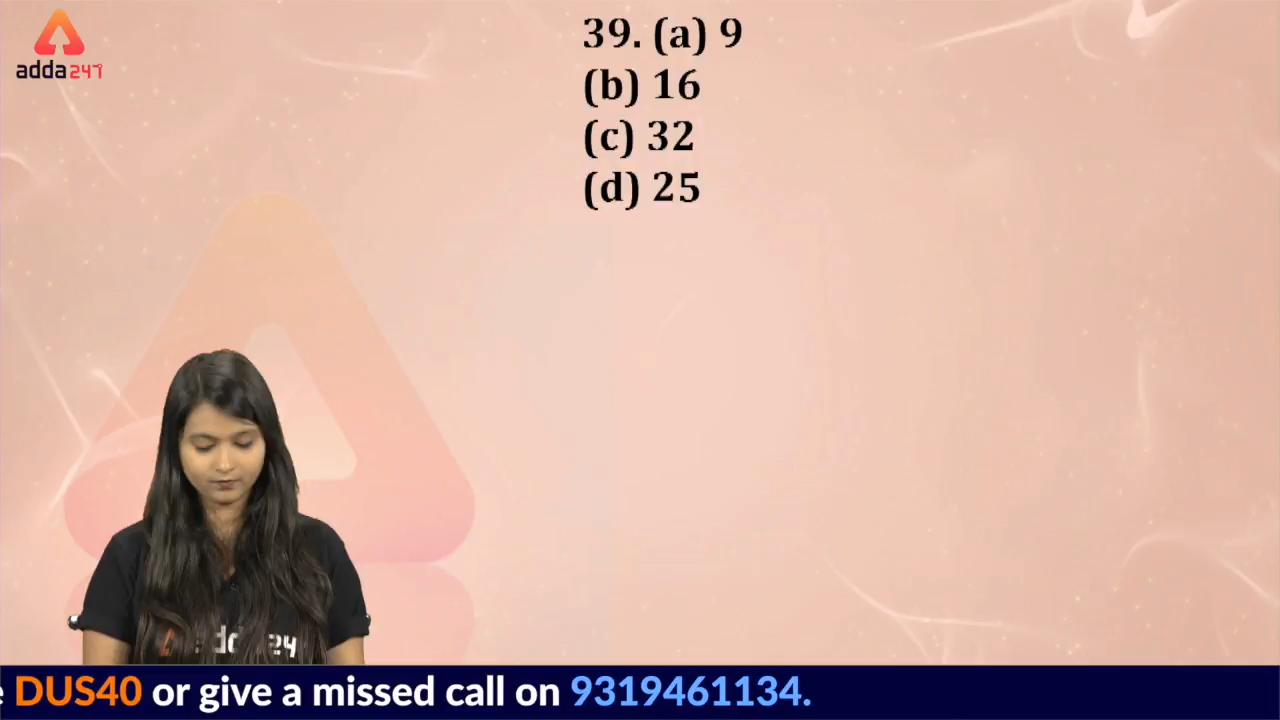 adda247
39. (a) 9
(b) 16
(c) 32
(d) 25
e DUS40 or give a missed call on 9319461134.